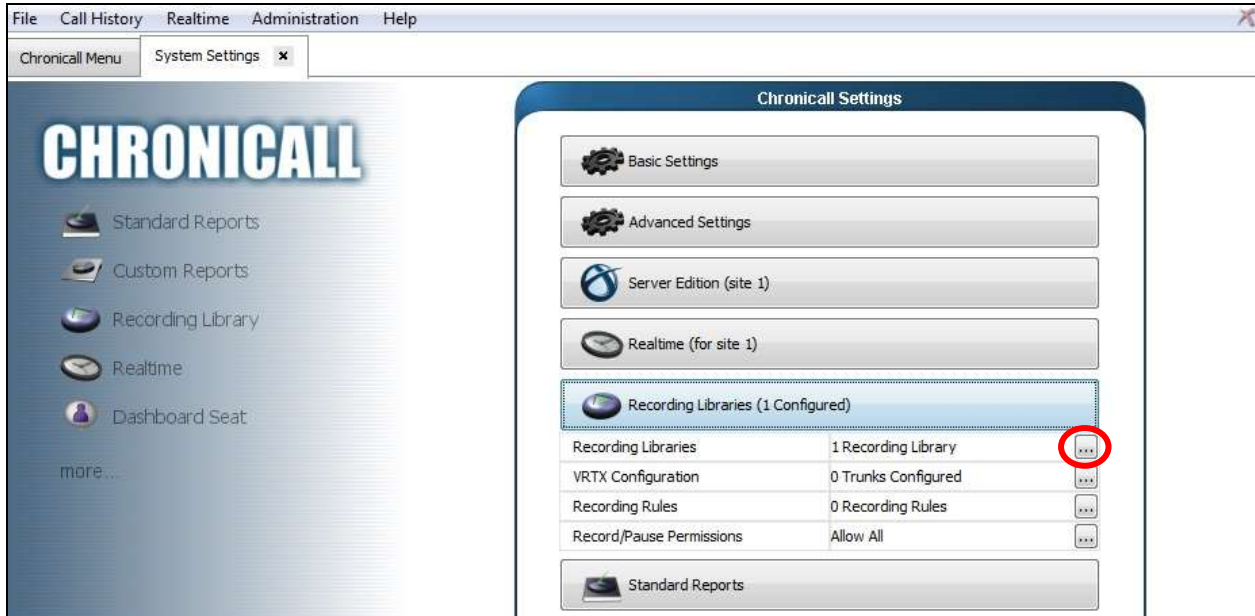 File Call History Realtime Administration Help
Chronicall Menu System Settings
CHRONICALL
Standard Reports
Custom Reports
Recording Library
Realtime
Dashboard Seat
more...
Chronicall Settings
Basic Settings
Advanced Settings
Server Edition (site 1)
Realtime (for site 1)
Recording Libraries (1 Configured)
Recording Libraries 1 Recording Library ...
VRTX Configuration 0 Trunks Configured ...
Recording Rules 0 Recording Rules ...
Record/Pause Permissions Allow All ...
Standard Reports